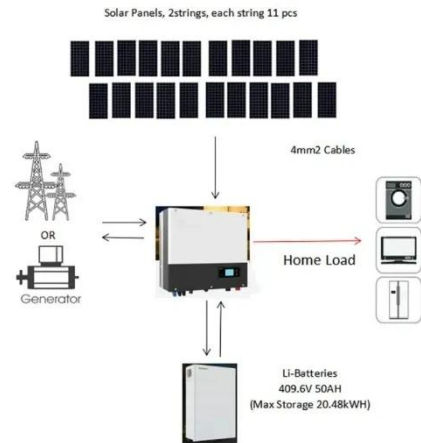 Solar Panels, 2strings, each string 11 pcs
4mm2 Cables
OR
Generator
Home Load
Li-Batteries
409.6V 50AH
(Max Storage 20.48kWH)